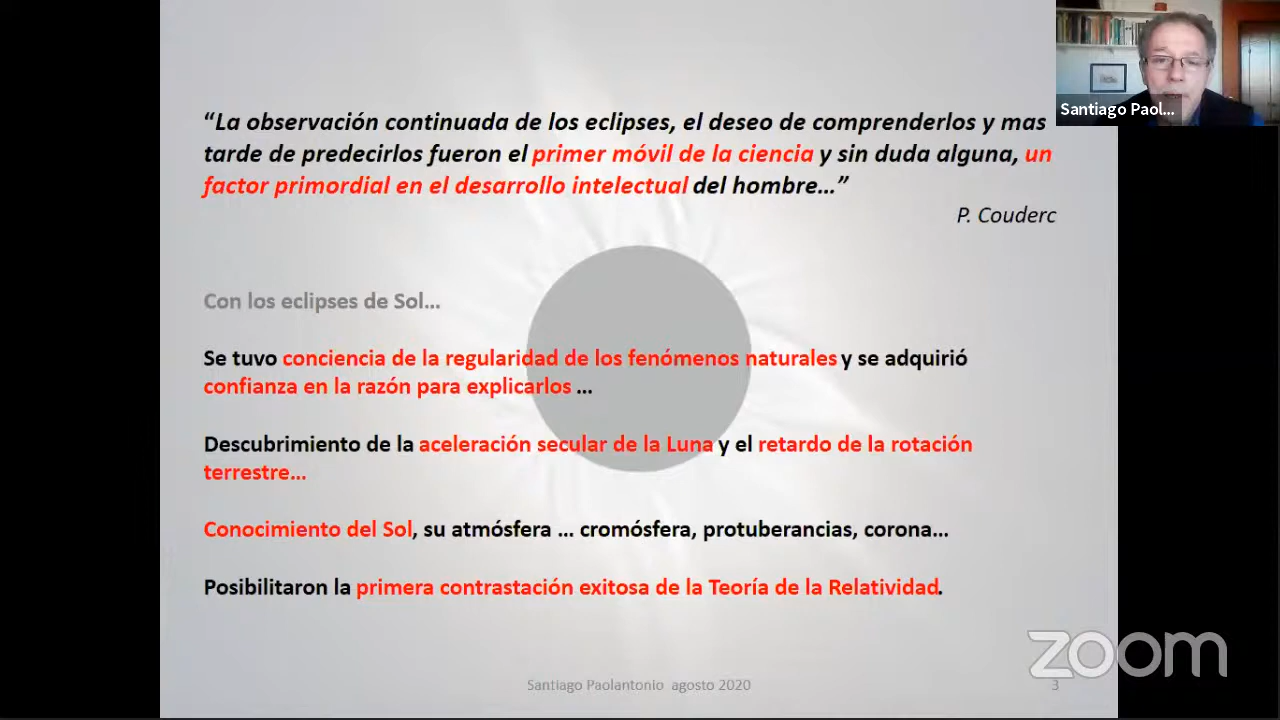 “La observación continuada de los eclipses, el deseo de comprenderlos y mas
tarde de predecirlos fueron el primer móvil de la ciencia y sin duda alguna, un
factor primordial en el desarrollo intelectual del hombre...”
P. Couderc
Con los eclipses de Sol...
Se tuvo conciencia de la regularidad de los fenómenos naturales y se adquirió
confianza en la razón para explicarlos ...
Descubrimiento de la aceleración secular de la Luna y el retardo de la rotación
terrestre...
Conocimiento del Sol, su atmósfera ... cromósfera, protuberancias, corona...
Posibilitaron la primera contrastación exitosa de la Teoría de la Relatividad.
Santiago Paolantonio agosto 2020
3
Santiago Paol...
zoom